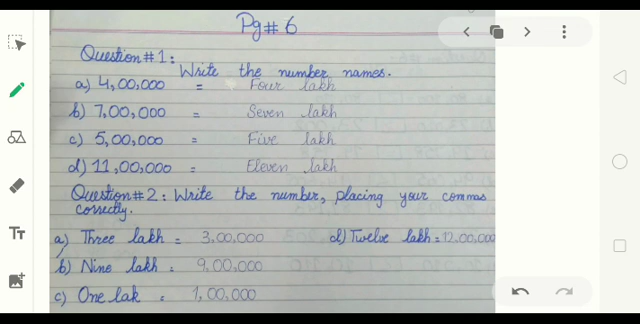 Pg# 6
Question#1:
Write the number names.
a) 4,00,000 = Four lakh
b) 7,00,000 = Seven lakh
c) 5,00,000 = Five lakh
d) 11,00,000 = Eleven lakh
Question#2: Write the number, placing your commas
correctly.
a) Three lakh = 3,00,000 d) Twelve lakh = 12,00,000
b) Nine lakh = 9,00,000
c) One lak = 1,00,000
Tт